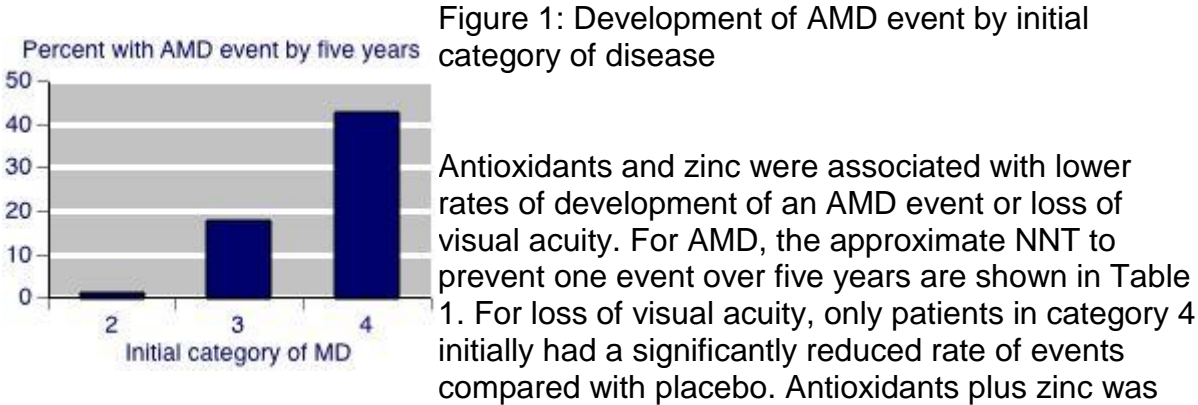 Figure 1: Development of AMD event by initial
category of disease
Percent with AMD event by five years
50
40
30
20
10
0
2 3 4
Initial category of MD
Antioxidants and zinc were associated with lower
rates of development of an AMD event or loss of
visual acuity. For AMD, the approximate NNT to
prevent one event over five years are shown in Table
1. For loss of visual acuity, only patients in category 4
initially had a significantly reduced rate of events
compared with placebo. Antioxidants plus zinc was